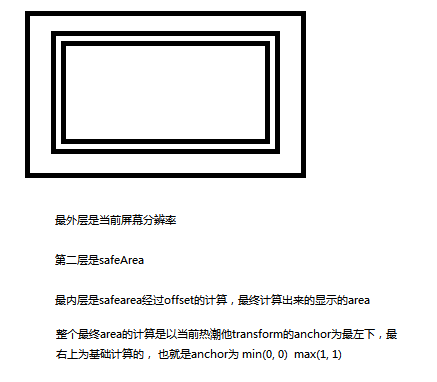 最外层是当前屏幕分辨率
第二层是safeArea
最内层是safearea经过offset的计算，最终计算出来的显示的area
整个最终area的计算是以当前热潮他transform的anchor为最左下，最
右上为基础计算的， 也就是anchor为 min(0, 0)  max(1, 1)